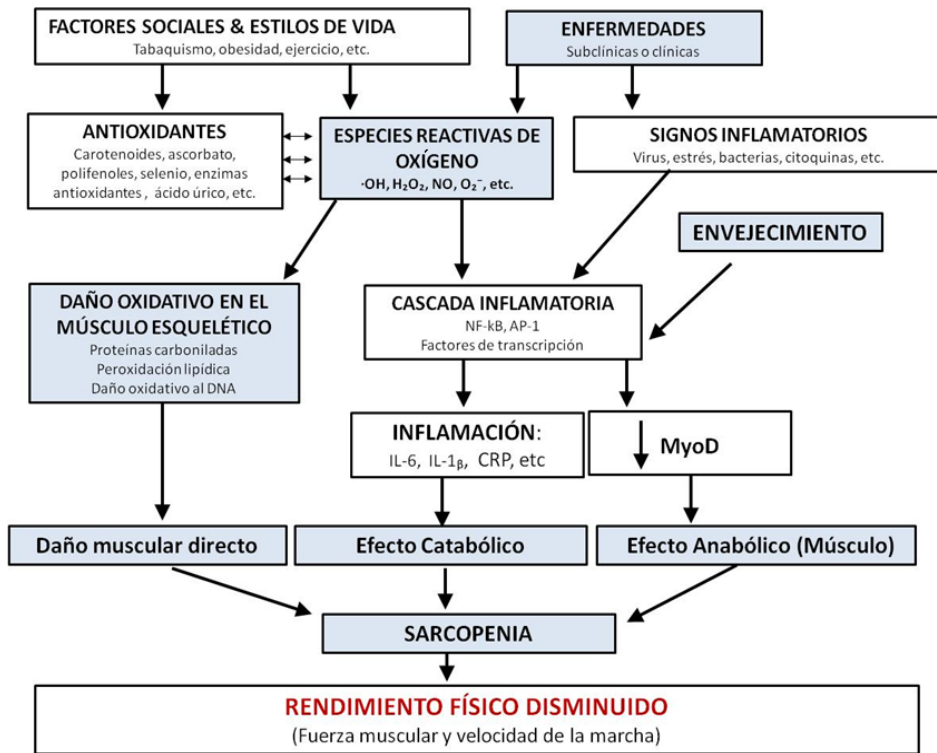 FACTORES SOCIALES & ESTILOS DE VIDA
Tabaquismo, obesidad, ejercicio, etc.
ENFERMEDADES
Subclínicas o clínicas
ANTIOXIDANTES
Carotenoides, ascorbato,
polifenoles, selenio, enzimas
antioxidantes , ácido úrico, etc.
ESPECIES REACTIVAS DE
OXÍGENO
·OH, H₂O₂, NO, O₂⁻, etc.
SIGNOS INFLAMATORIOS
Virus, estrés, bacterias, citoquinas, etc.
ENVEJECIMIENTO
DAÑO OXIDATIVO EN EL
MÚSCULO ESQUELÉTICO
Proteínas carboniladas
Peroxidación lipídica
Daño oxidativo al DNA
CASCADA INFLAMATORIA
NF-kB, AP-1
Factores de transcripción
INFLAMACIÓN:
IL-6, IL-1β, CRP, etc
MyoD
Daño muscular directo
Efecto Catabólico
Efecto Anabólico (Músculo)
SARCOPENIA
RENDIMIENTO FÍSICO DISMINUIDO
(Fuerza muscular y velocidad de la marcha)